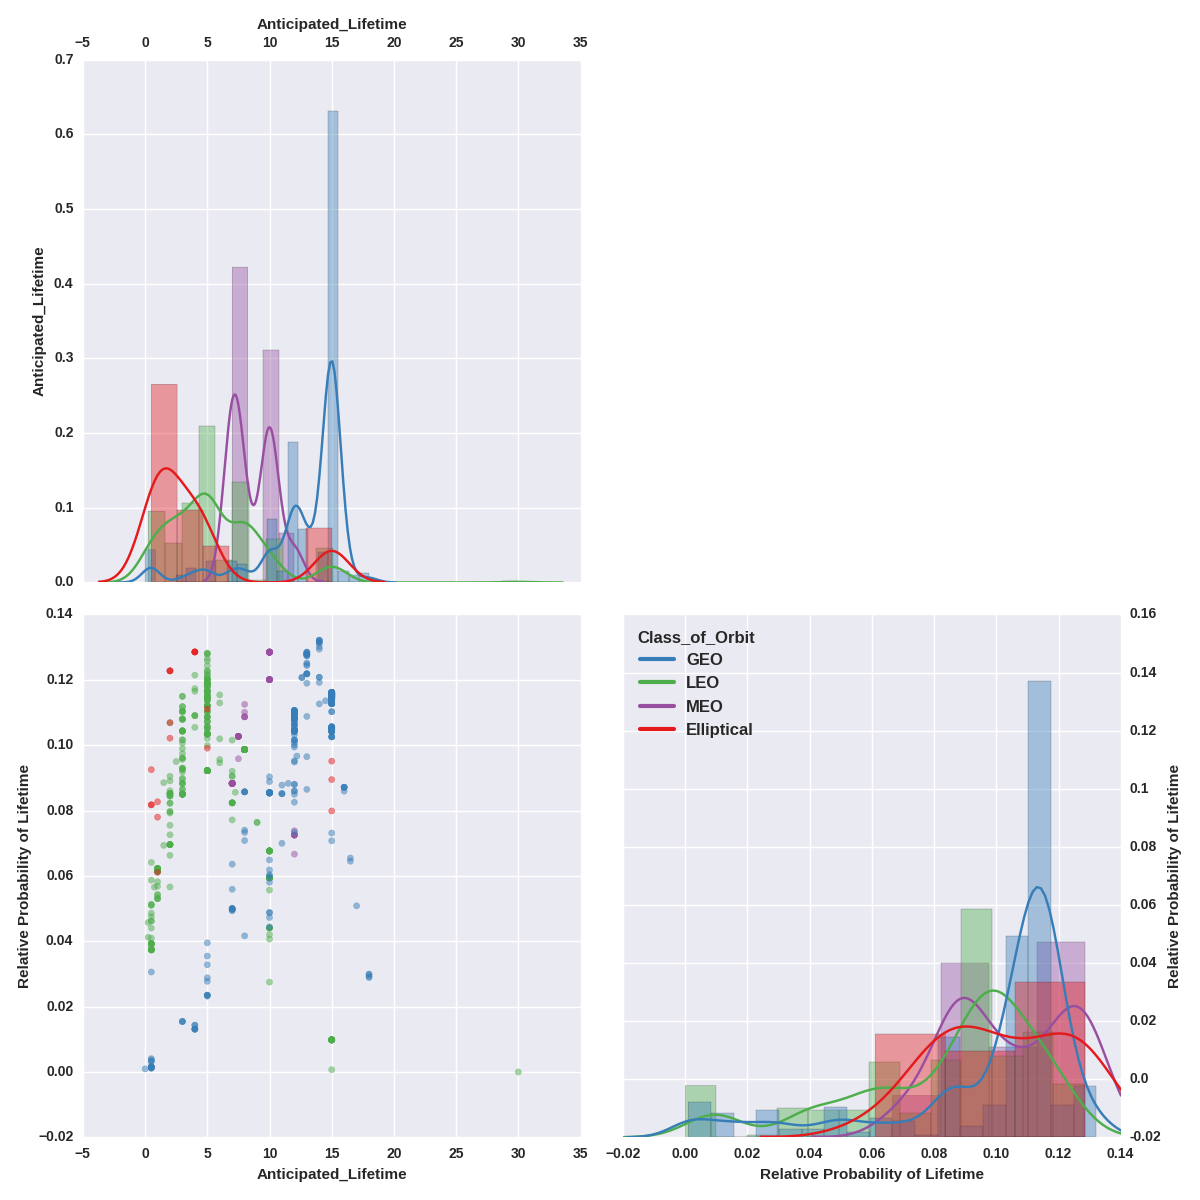 Anticipated_Lifetime
−5 0 5 10 15 20 25 30 35
0.7
0.6
0.5
0.4
0.3
0.2
0.1
0.0
Anticipated_Lifetime
0.14
0.12
0.10
0.08
0.06
0.04
0.02
0.00
−0.02
Relative Probability of Lifetime
−5 0 5 10 15 20 25 30 35
Anticipated_Lifetime
Class_of_Orbit
GEO
LEO
MEO
Elliptical
0.16
0.14
0.12
0.1
0.08
0.06
0.04
0.02
0.0
-0.02
Relative Probability of Lifetime
−0.02 0.00 0.02 0.04 0.06 0.08 0.10 0.12 0.14
Relative Probability of Lifetime